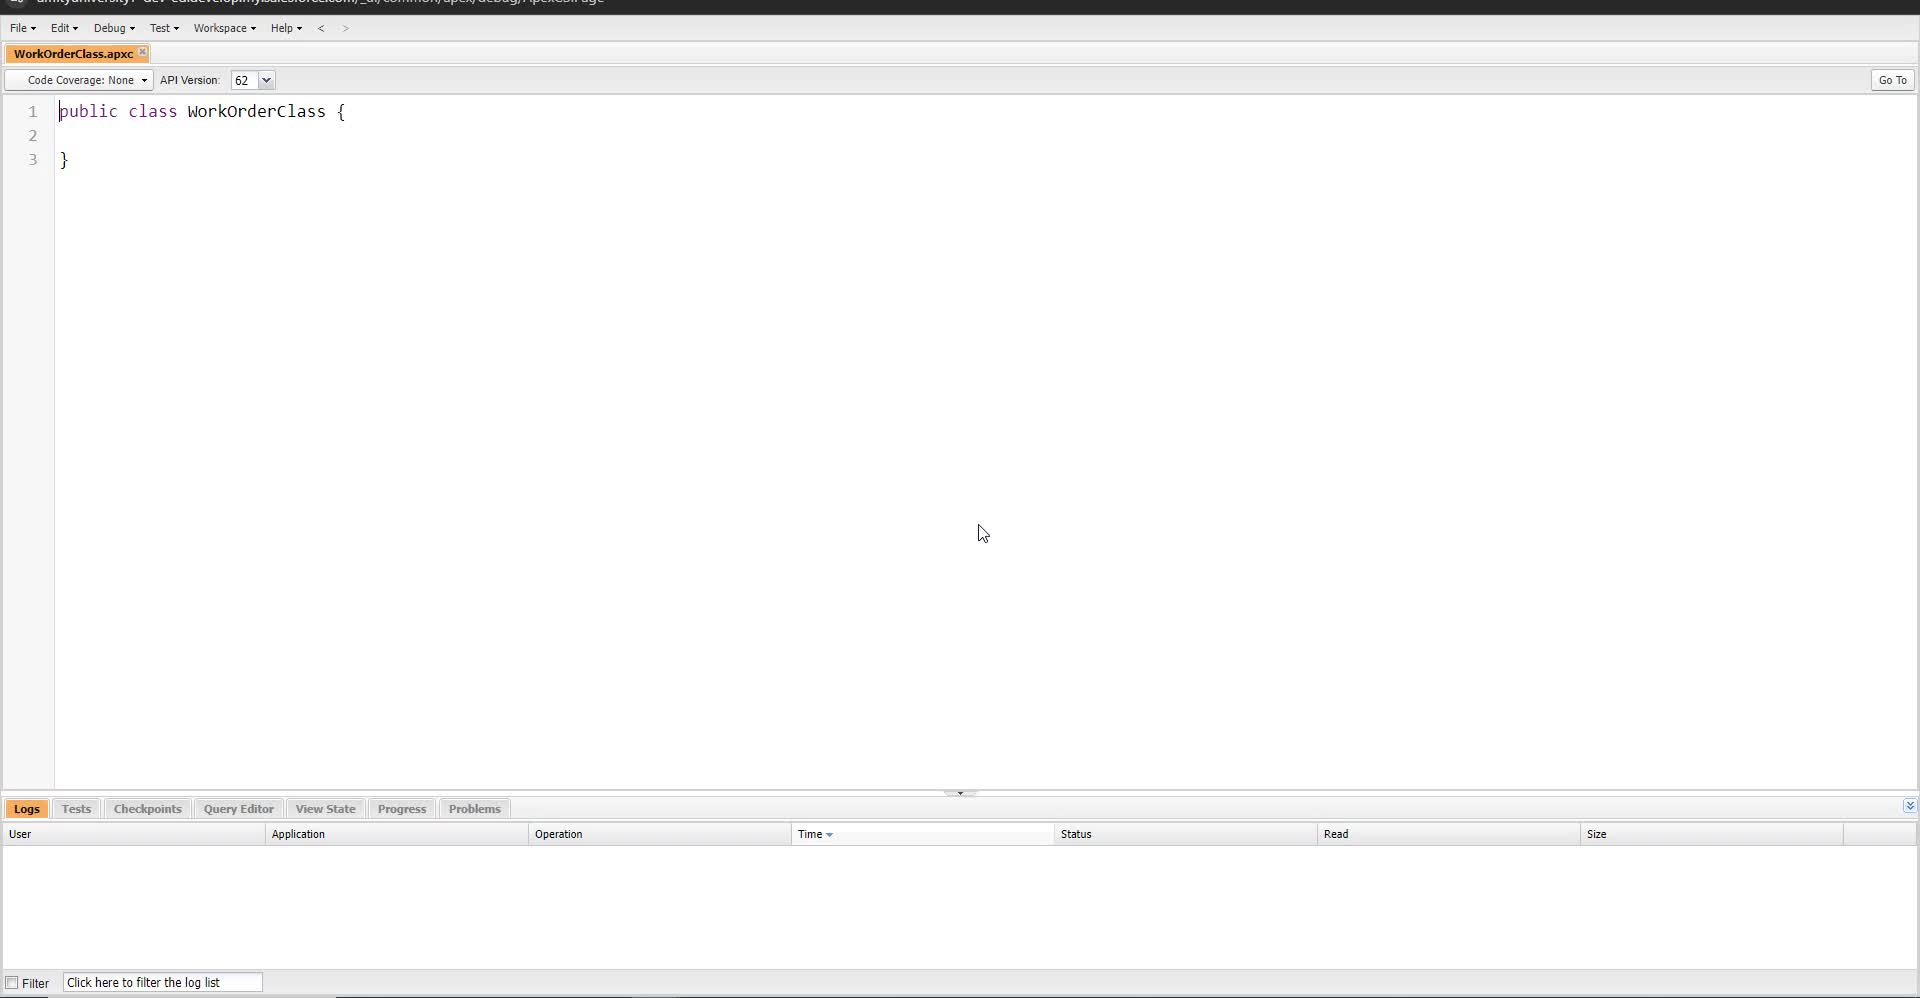 File Edit Debug Test Workspace Help < >
WorkOrderClass.apxc
Code Coverage: None API Version: 62 Go To
1 public class WorkOrderClass {
2
3 }
Logs Tests Checkpoints Query Editor View State Progress Problems
User Application Operation Time Status Read Size
Filter Click here to filter the log list